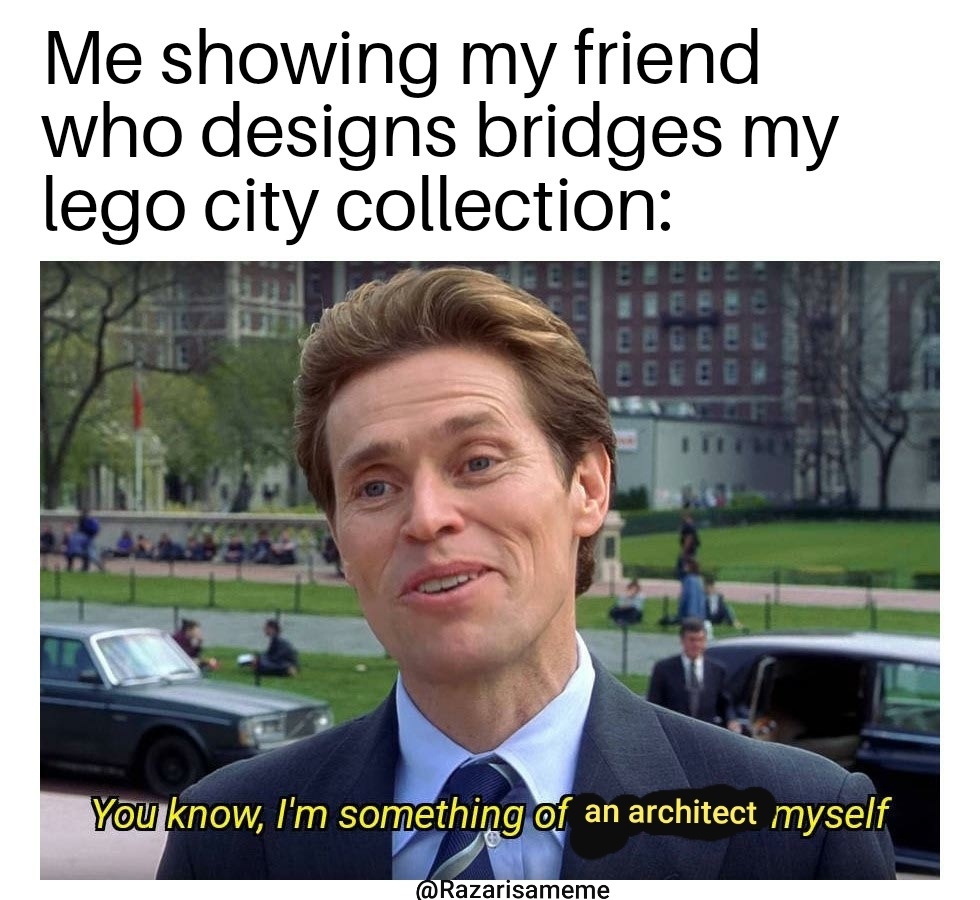 Me showing my friend
who designs bridges my
lego city collection:
You know, I'm something of an architect myself
@Razarisameme